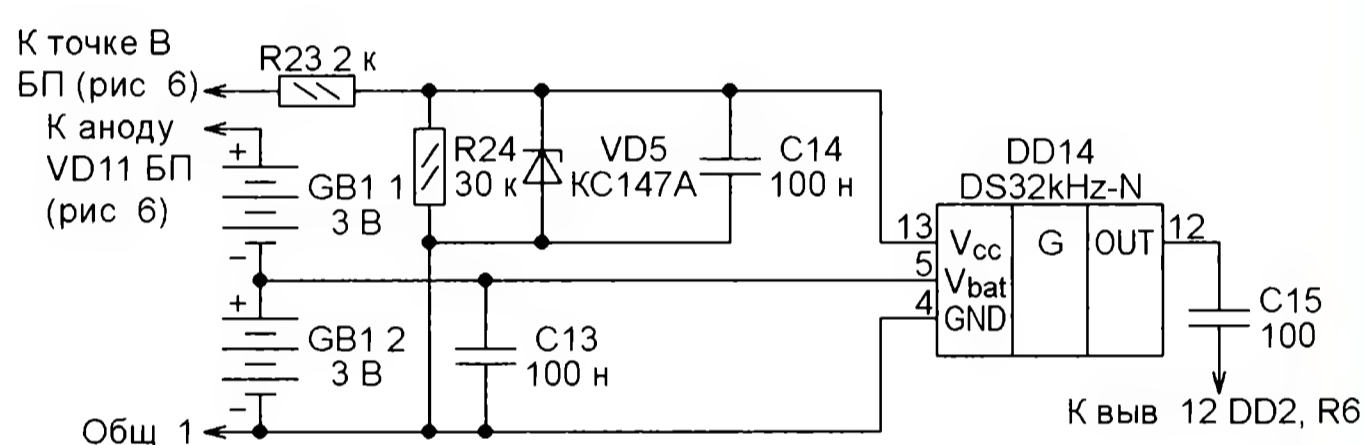 К точке В
БП (рис 6)
R23 2 к
К аноду
VD11 БП
(рис 6)
+
GB1 1
3 В
−
R24
30 к
VD5
КС147А
C14
100 н
DD14
DS32kHz-N
13
Vcc
G
OUT
12
5
Vbat
4
GND
C15
100
+
GB1 2
3 В
−
C13
100 н
К выв 12 DD2, R6
Общ 1